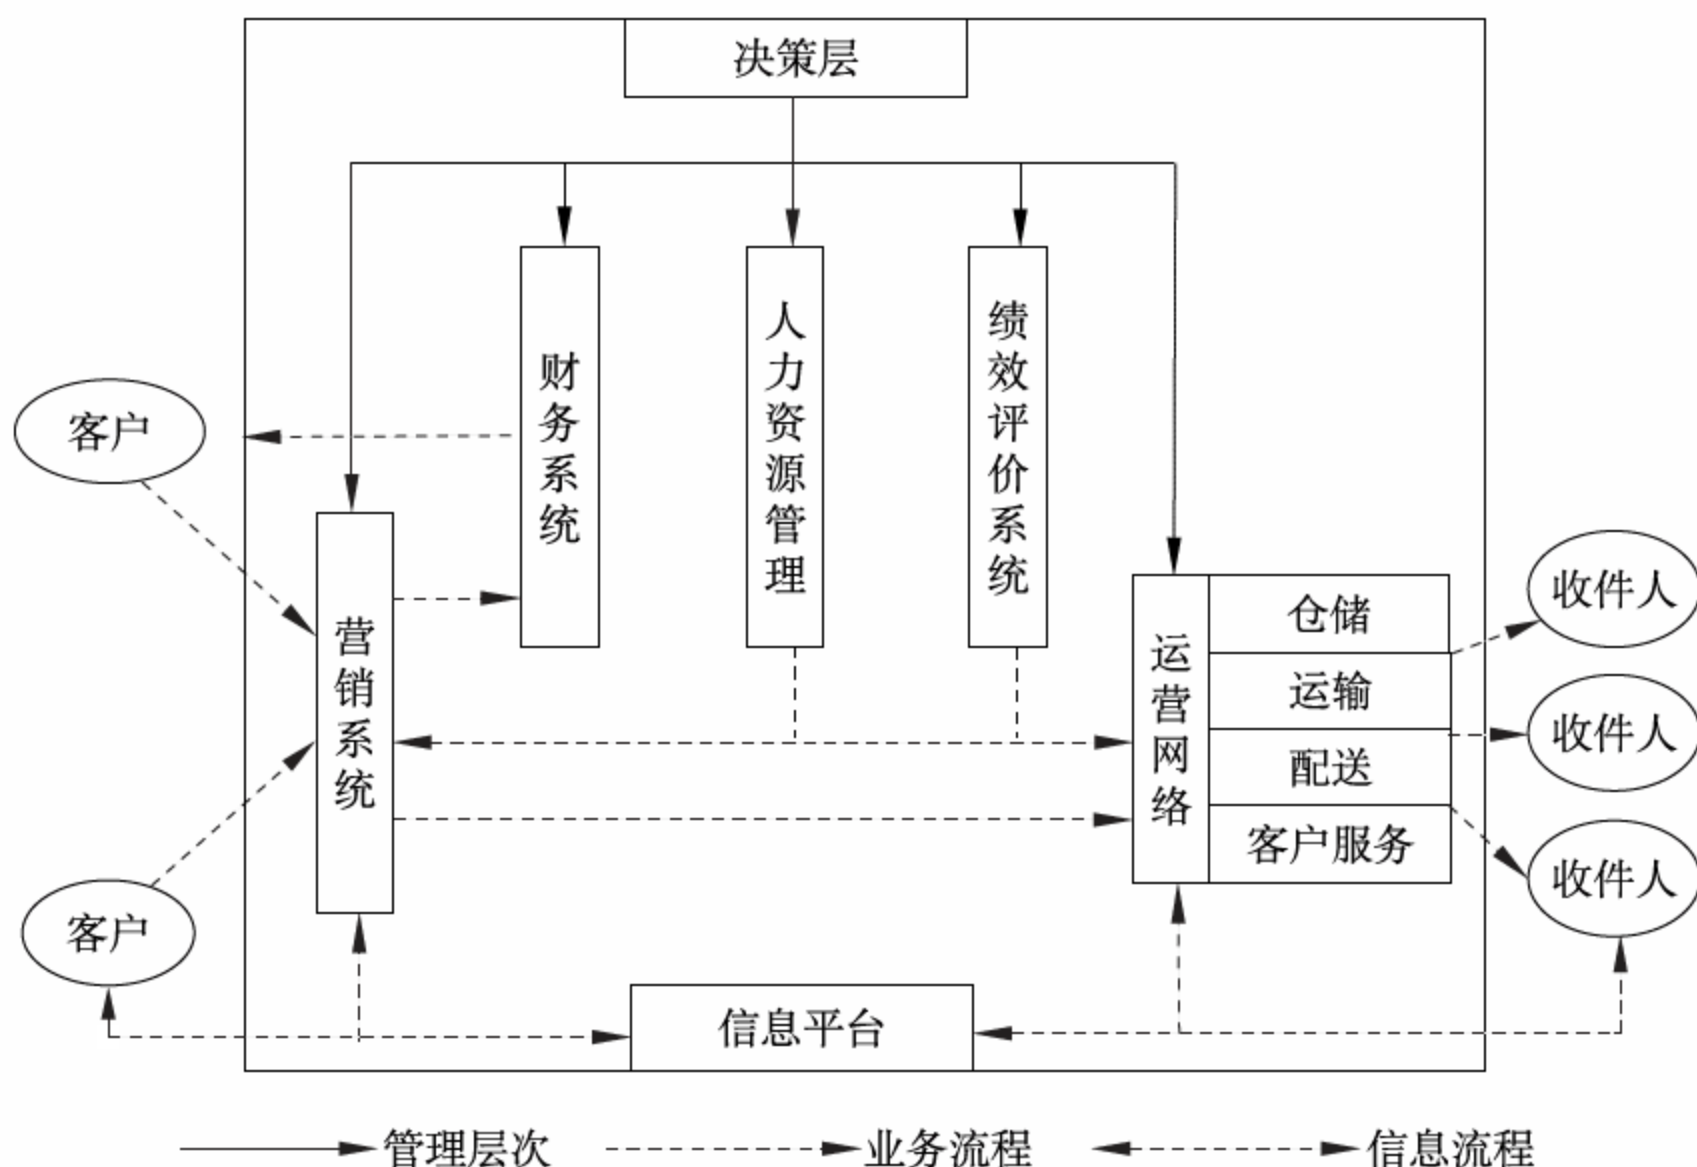 决策层
财务系统
人力资源管理
绩效评价系统
客户
营销系统
运营网络
仓储
运输
配送
客户服务
收件人
收件人
收件人
客户
信息平台
管理层次
业务流程
信息流程